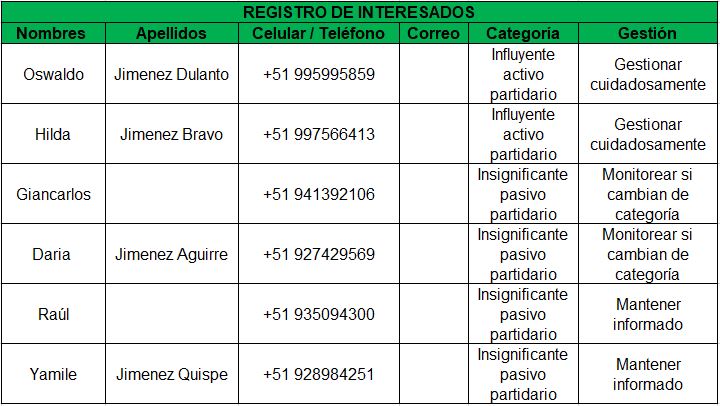 REGISTRO DE INTERESADOS
Nombres Apellidos Celular / Teléfono Correo Categoría Gestión
Oswaldo Jimenez Dulanto +51 995995859 Influyente activo partidario Gestionar cuidadosamente
Hilda Jimenez Bravo +51 997566413 Influyente activo partidario Gestionar cuidadosamente
Giancarlos +51 941392106 Insignificante pasivo partidario Monitorear si cambian de categoría
Daria Jimenez Aguirre +51 927429569 Insignificante pasivo partidario Monitorear si cambian de categoría
Raúl +51 935094300 Insignificante pasivo partidario Mantener informado
Yamile Jimenez Quispe +51 928984251 Insignificante pasivo partidario Mantener informado